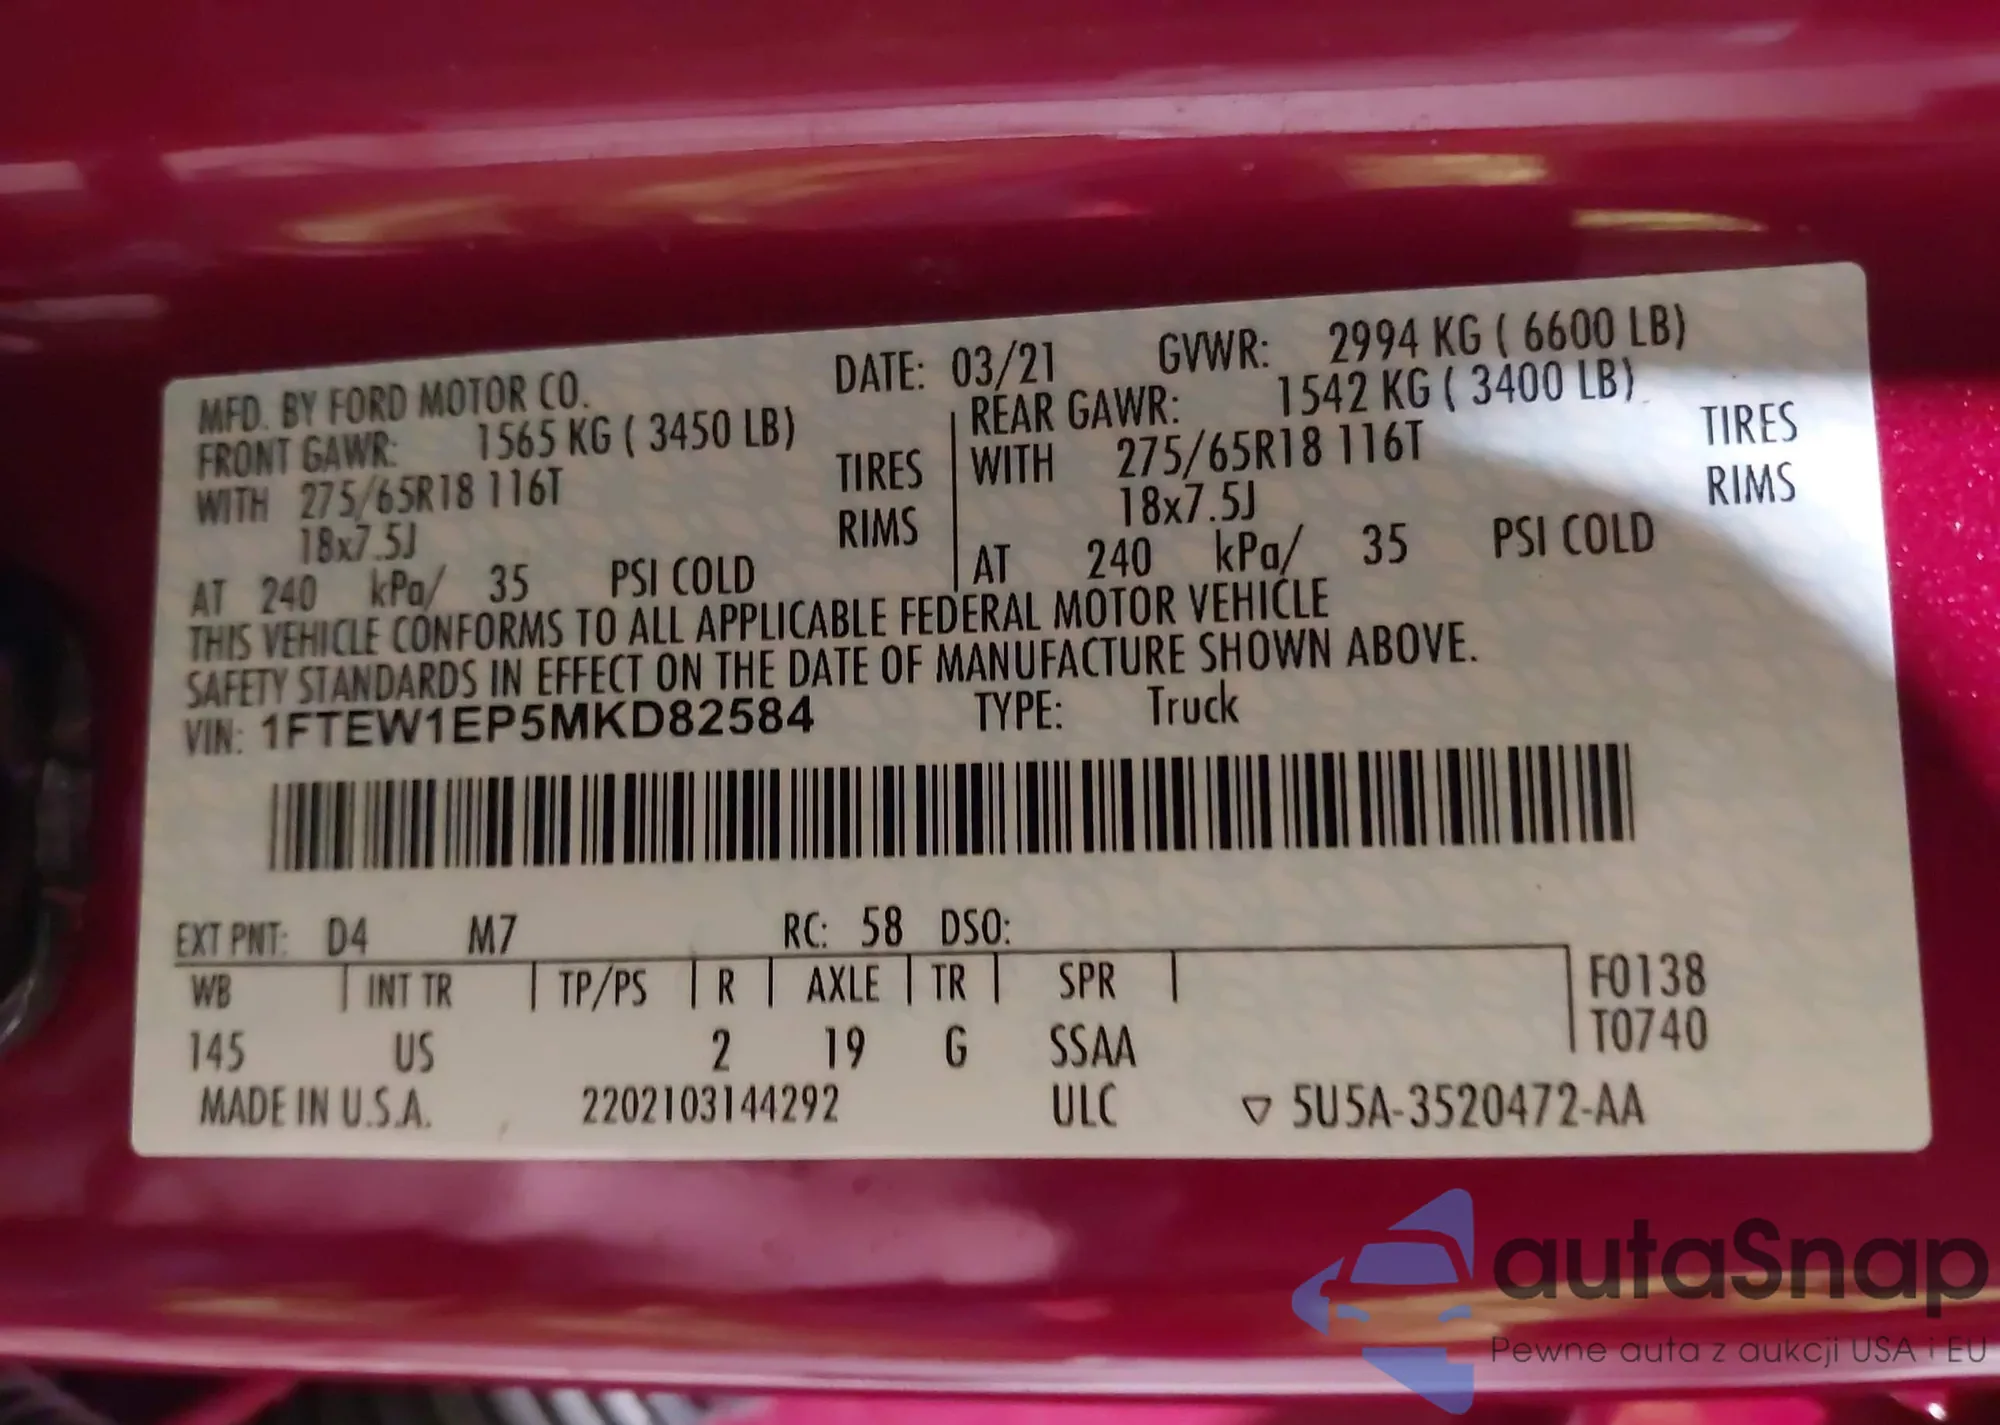 MFD. BY FORD MOTOR CO. DATE: 03/21 GVWR: 2994 KG ( 6600 LB)
FRONT GAWR: 1565 KG ( 3450 LB) REAR GAWR: 1542 KG ( 3400 LB)
WITH 275/65R18 116T TIRES WITH 275/65R18 116T TIRES
18x7.5J RIMS 18x7.5J RIMS
AT 240 kPa/ 35 PSI COLD AT 240 kPa/ 35 PSI COLD
THIS VEHICLE CONFORMS TO ALL APPLICABLE FEDERAL MOTOR VEHICLE
SAFETY STANDARDS IN EFFECT ON THE DATE OF MANUFACTURE SHOWN ABOVE.
VIN: 1FTEW1EP5MKD82584 TYPE: Truck
EXT PNT: D4 M7 RC: 58 DSO:
WB INT TR TP/PS R AXLE TR SPR F0138
T0740
145 US 2 19 G SSAA
MADE IN U.S.A. 2202103144292 ULC ▽ 5U5A-3520472-AA
autaSnap
Pewne auta z aukcji USA i EU